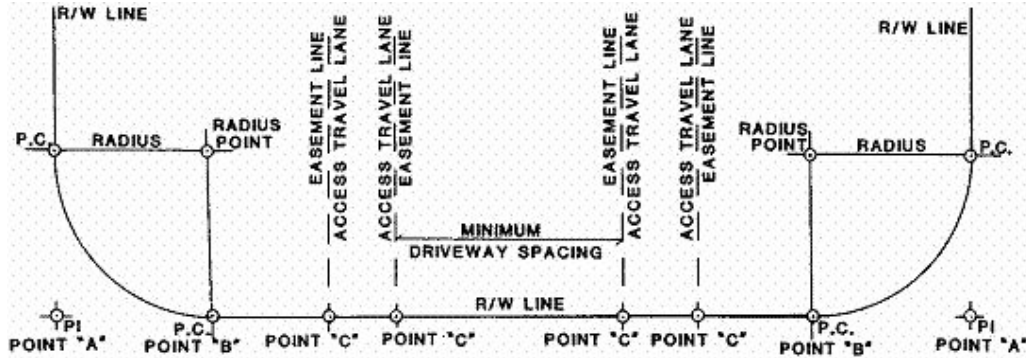 R/W LINE
R/W LINE
EASEMENT LINE
ACCESS TRAVEL LANE
ACCESS TRAVEL LANE
EASEMENT LINE
EASEMENT LINE
ACCESS TRAVEL LANE
ACCESS TRAVEL LANE
EASEMENT LINE
P.C.
RADIUS
RADIUS
POINT
RADIUS
POINT
RADIUS
P.C.
MINIMUM
DRIVEWAY SPACING
R/W LINE
PI
POINT "A"
P.C.
POINT "B"
POINT "C"
POINT "C"
POINT "C"
POINT "C"
P.C.
POINT "B"
PI
POINT "A"